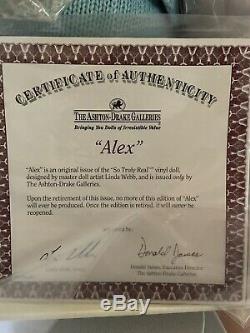 CERTIFICATE of AUTHENTICITY
THE ASHTON-DRAKE GALLERIES
Bringing You Dolls of Irresistible Value
"Alex"
"Alex" is an original issue of the "So Truly Real"® vinyl doll,
designed by master doll artist Linda Webb, and is issued only by
The Ashton-Drake Galleries.
Upon the retirement of this issue, no more of this edition of "Alex"
will ever be produced. Once the edition is retired, it will never be
reopened.
by:
Donald James, Executive Director
The Ashton-Drake Galleries